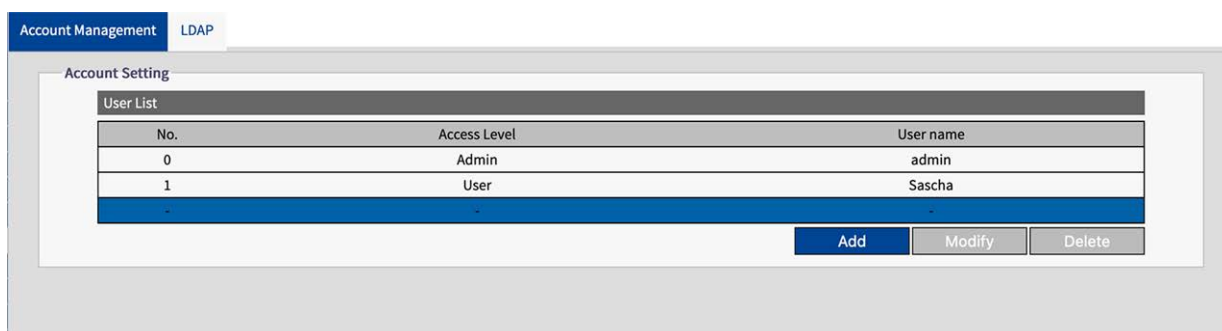 Account Management LDAP
Account Setting
User List
No. Access Level User name
0 Admin admin
1 User Sascha
- - -
Add Modify Delete